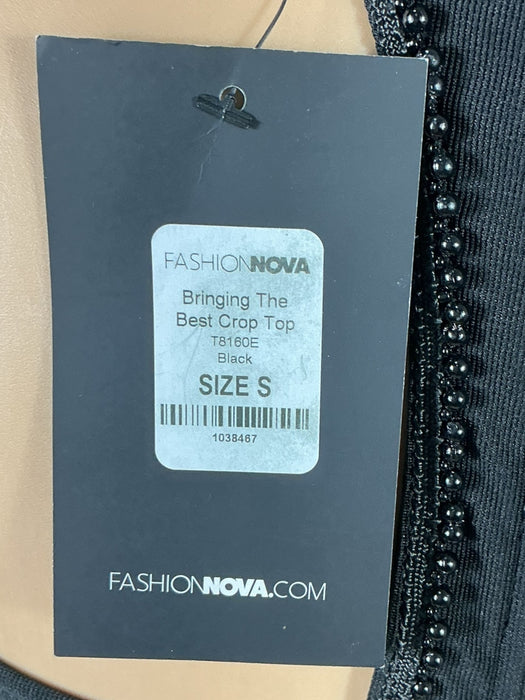 FASHIONNOVA
Bringing The
Best Crop Top
T8160E
Black
SIZE S
1038467
FASHIONNOVA.COM